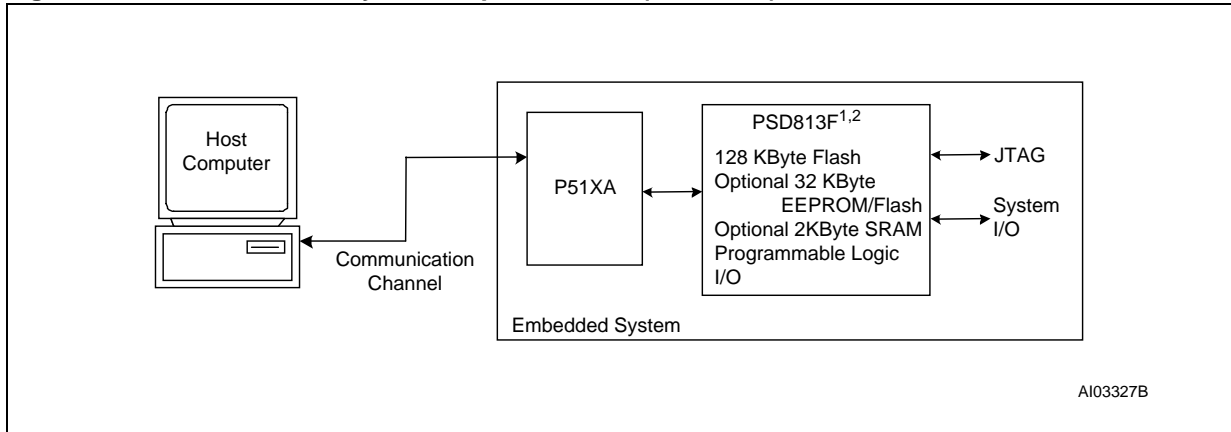 Host
Computer
Communication
Channel
P51XA
PSD813F1,2
128 KByte Flash
Optional 32 KByte
EEPROM/Flash
Optional 2KByte SRAM
Programmable Logic
I/O
JTAG
System
I/O
Embedded System
AI03327B